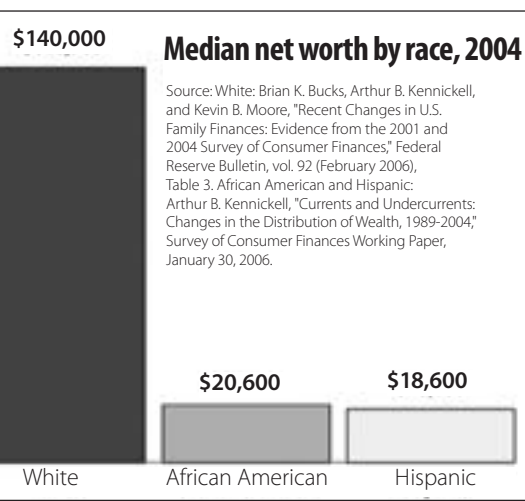 $140,000
Median net worth by race, 2004
Source: White: Brian K. Bucks, Arthur B. Kennickell,
and Kevin B. Moore, "Recent Changes in U.S.
Family Finances: Evidence from the 2001 and
2004 Survey of Consumer Finances," Federal
Reserve Bulletin, vol. 92 (February 2006),
Table 3. African American and Hispanic:
Arthur B. Kennickell, "Currents and Undercurrents:
Changes in the Distribution of Wealth, 1989-2004,"
Survey of Consumer Finances Working Paper,
January 30, 2006.
$20,600
$18,600
White
African American
Hispanic